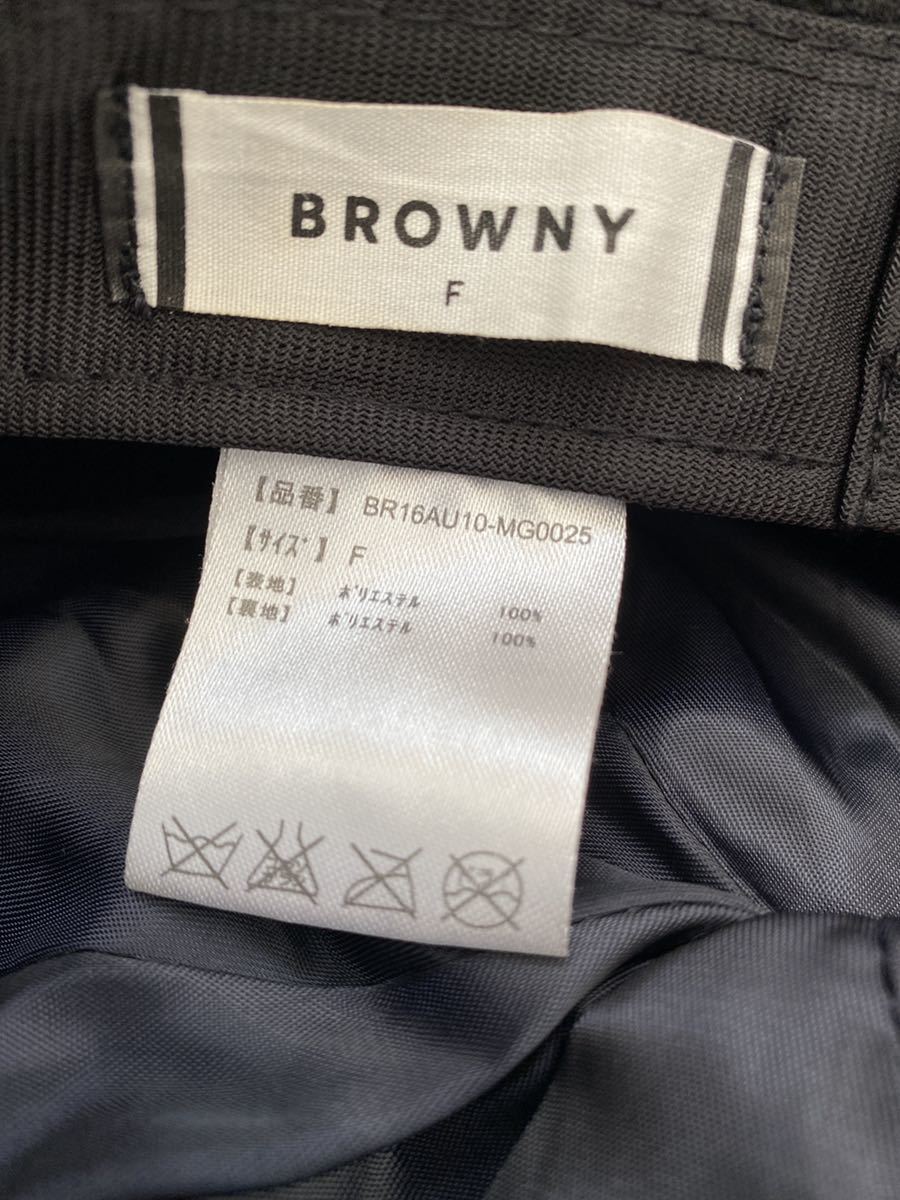 BROWNY
F
【品番】 BR16AU10-MG0025
【サイズ】 F
【表地】 ポリエステル 100%
【裏地】 ポリエステル 100%